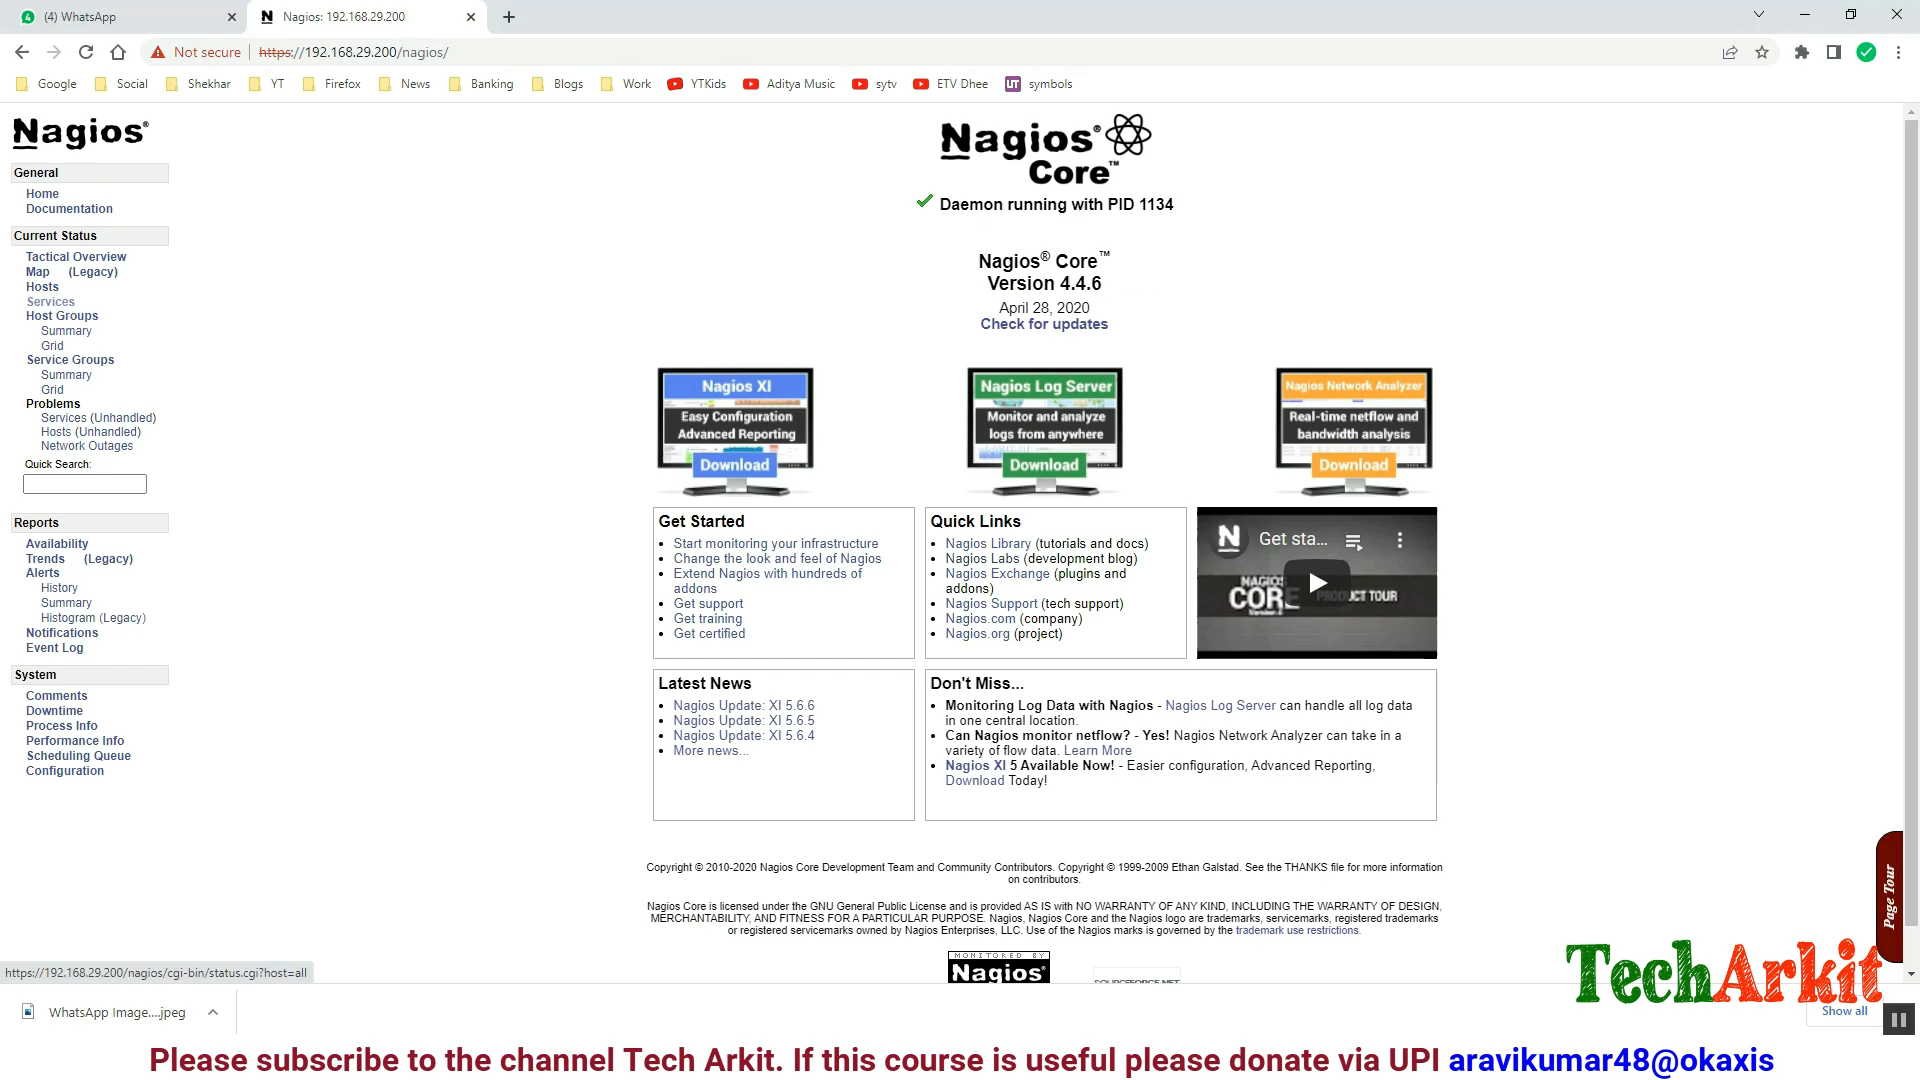 (4) WhatsApp
Nagios: 192.168.29.200
Not secure
https://192.168.29.200/nagios/
Google
Social
Shekhar
YT
Firefox
News
Banking
Blogs
Work
YTKids
Aditya Music
sytv
ETV Dhee
UT
symbols
Nagios®
General
Home
Documentation
Current Status
Tactical Overview
Map (Legacy)
Hosts
Services
Host Groups
Summary
Grid
Service Groups
Summary
Grid
Problems
Services (Unhandled)
Hosts (Unhandled)
Network Outages
Quick Search:
Reports
Availability
Trends (Legacy)
Alerts
History
Summary
Histogram (Legacy)
Notifications
Event Log
System
Comments
Downtime
Process Info
Performance Info
Scheduling Queue
Configuration
Nagios®
Core™
Daemon running with PID 1134
Nagios® Core™
Version 4.4.6
April 28, 2020
Check for updates
Nagios XI
Easy Configuration
Advanced Reporting
Download
Nagios Log Server
Monitor and analyze
logs from anywhere
Download
Nagios Network Analyzer
Real-time netflow and
bandwidth analysis
Download
Get Started
Start monitoring your infrastructure
Change the look and feel of Nagios
Extend Nagios with hundreds of
addons
Get support
Get training
Get certified
Quick Links
Nagios Library (tutorials and docs)
Nagios Labs (development blog)
Nagios Exchange (plugins and
addons)
Nagios Support (tech support)
Nagios.com (company)
Nagios.org (project)
N
Get sta...
NAGIOS
CORE PRODUCT TOUR
Latest News
Nagios Update: XI 5.6.6
Nagios Update: XI 5.6.5
Nagios Update: XI 5.6.4
More news...
Don't Miss...
Monitoring Log Data with Nagios - Nagios Log Server can handle all log data
in one central location.
Can Nagios monitor netflow? - Yes! Nagios Network Analyzer can take in a
variety of flow data. Learn More
Nagios XI 5 Available Now! - Easier configuration, Advanced Reporting,
Download Today!
Copyright © 2010-2020 Nagios Core Development Team and Community Contributors. Copyright © 1999-2009 Ethan Galstad. See the THANKS file for more information
on contributors.
Nagios Core is licensed under the GNU General Public License and is provided AS IS with NO WARRANTY OF ANY KIND, INCLUDING THE WARRANTY OF DESIGN,
MERCHANTABILITY, AND FITNESS FOR A PARTICULAR PURPOSE. Nagios, Nagios Core and the Nagios logo are trademarks, servicemarks, registered trademarks
or registered servicemarks owned by Nagios Enterprises, LLC. Use of the Nagios marks is governed by the trademark use restrictions.
MONITORED BY
Nagios®
Page Tour
https://192.168.29.200/nagios/cgi-bin/status.cgi?host=all
TechArkit
WhatsApp Image....jpeg
Show all
Please subscribe to the channel Tech Arkit. If this course is useful please donate via UPI aravikumar48@okaxis